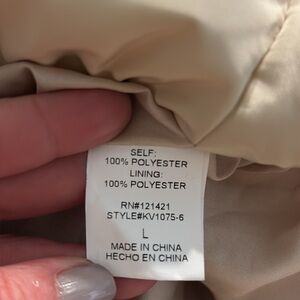 SELF:
100% POLYESTER
LINING:
100% POLYESTER
RN#121421
STYLE#KV1075-6
L
MADE IN CHINA
HECHO EN CHINA